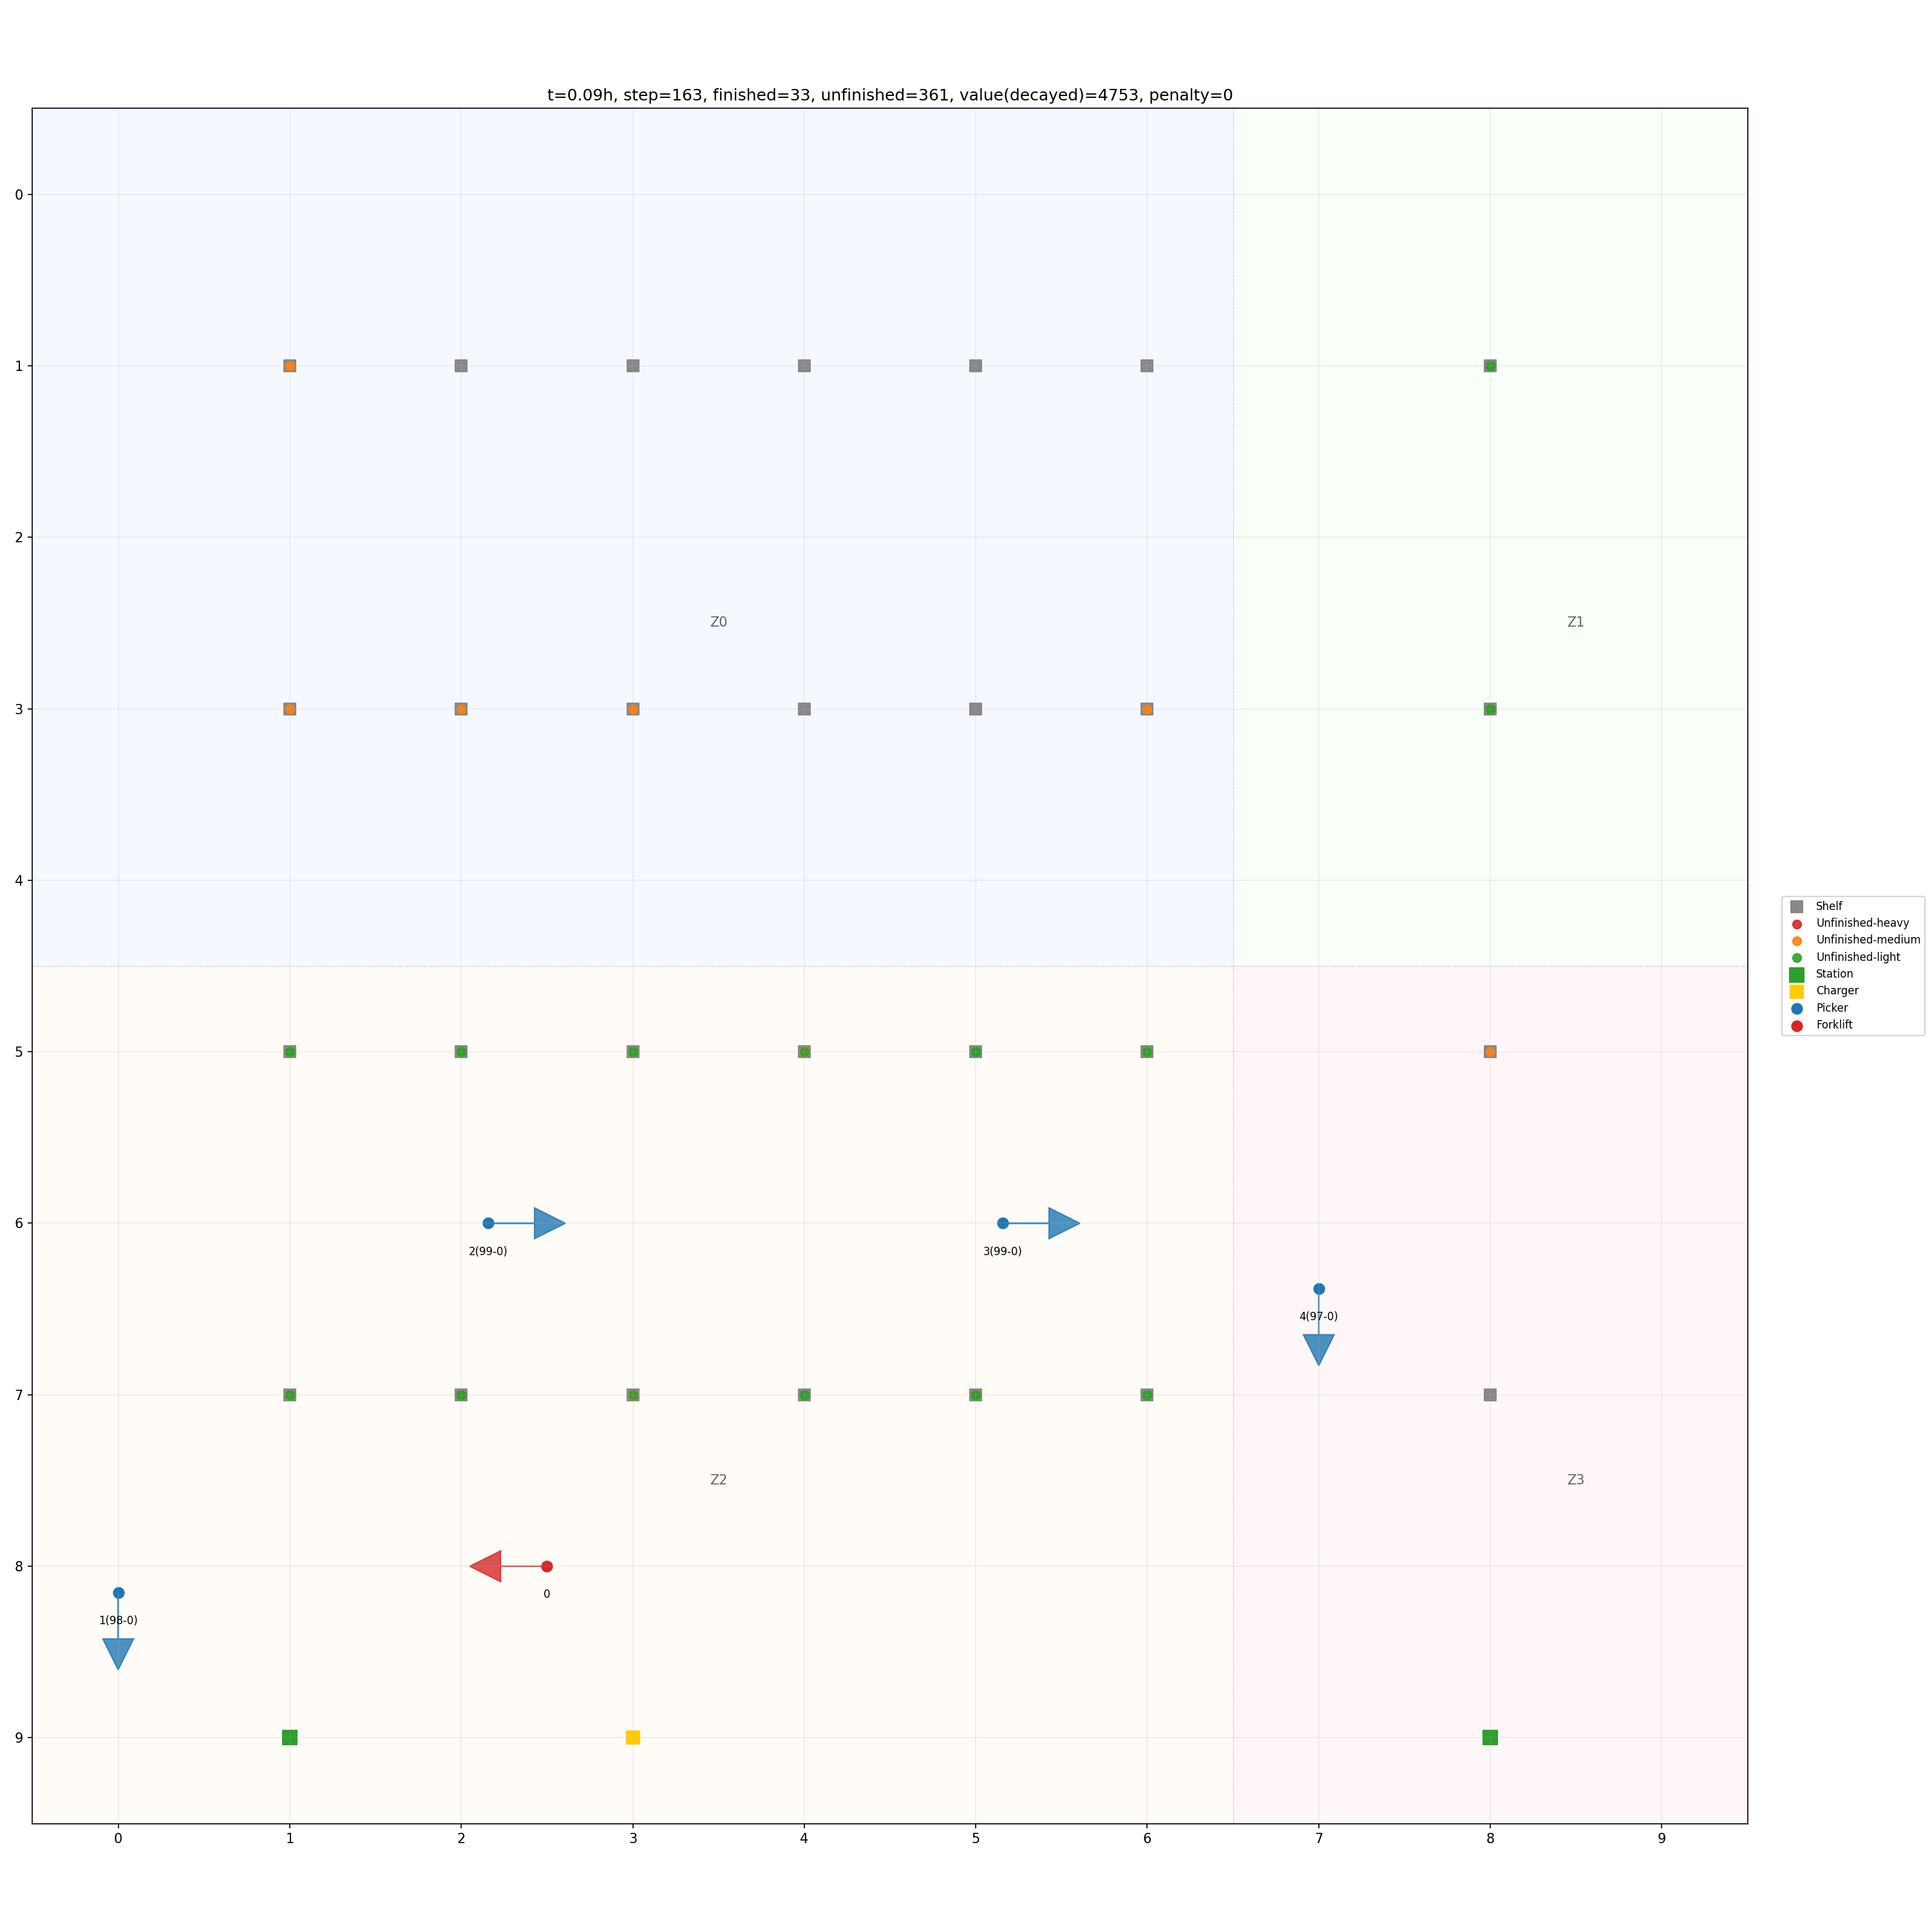 t=0.09h, step=163, finished=33, unfinished=361, value(decayed)=4753, penalty=0
0
1
2
Z0
Z1
3
4
Shelf
Unfinished-heavy
Unfinished-medium
Unfinished-light
Station
Charger
Picker
Forklift
5
6
2(99-0)
3(99-0)
4(97-0)
7
Z2
Z3
8
0
1(98-0)
9
0 1 2 3 4 5 6 7 8 9